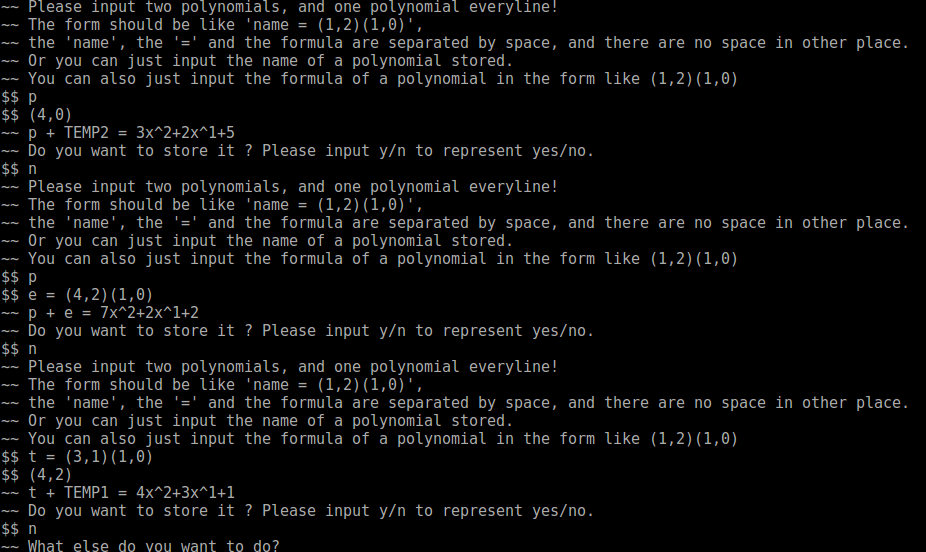 ~~ Please input two polynomials, and one polynomial everyline!
~~ The form should be like 'name = (1,2)(1,0)',
~~ the 'name', the '=' and the formula are separated by space, and there are no space in other place.
~~ Or you can just input the name of a polynomial stored.
~~ You can also just input the formula of a polynomial in the form like (1,2)(1,0)
$$ p
$$ (4,0)
~~ p + TEMP2 = 3x^2+2x^1+5
~~ Do you want to store it ? Please input y/n to represent yes/no.
$$ n
~~ Please input two polynomials, and one polynomial everyline!
~~ The form should be like 'name = (1,2)(1,0)',
~~ the 'name', the '=' and the formula are separated by space, and there are no space in other place.
~~ Or you can just input the name of a polynomial stored.
~~ You can also just input the formula of a polynomial in the form like (1,2)(1,0)
$$ p
$$ e = (4,2)(1,0)
~~ p + e = 7x^2+2x^1+2
~~ Do you want to store it ? Please input y/n to represent yes/no.
$$ n
~~ Please input two polynomials, and one polynomial everyline!
~~ The form should be like 'name = (1,2)(1,0)',
~~ the 'name', the '=' and the formula are separated by space, and there are no space in other place.
~~ Or you can just input the name of a polynomial stored.
~~ You can also just input the formula of a polynomial in the form like (1,2)(1,0)
$$ t = (3,1)(1,0)
$$ (4,2)
~~ t + TEMP1 = 4x^2+3x^1+1
~~ Do you want to store it ? Please input y/n to represent yes/no.
$$ n
~~ What else do you want to do?